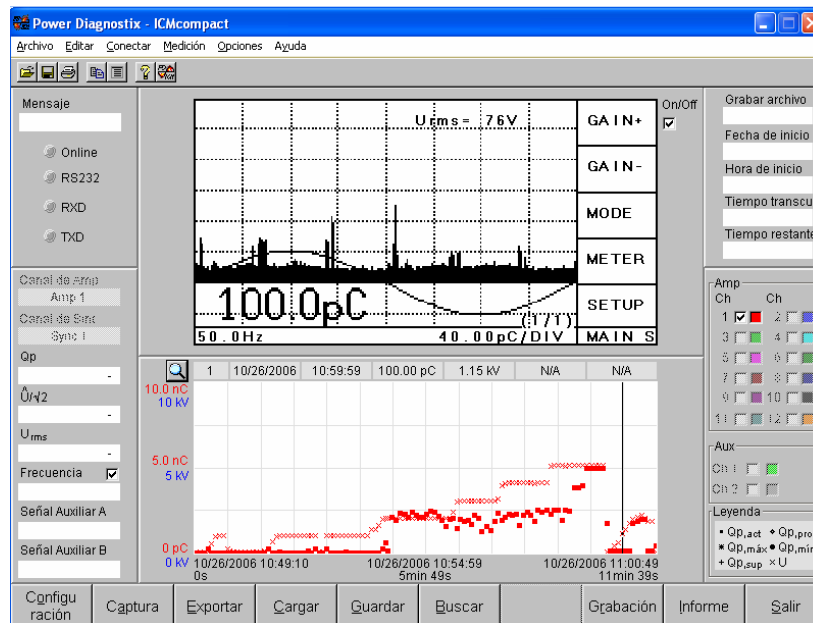 Power Diagnostix - ICMcompact
Archivo Editar Conectar Medición Opciones Ayuda
Mensaje
Online
RS232
RXD
TXD
Canal de Amp
Amp 1
Canal de Sinc
Sync 1
Qp
-
Û/√2
-
Urms
-
Frecuencia
Señal Auxiliar A
Señal Auxiliar B
Urms= 76V
100.0pC
(1/1)
50.0Hz 40.00pC/DIV
GAIN+
GAIN-
MODE
METER
SETUP
MAIN S
On/Off
1 10/26/2006 10:59:59 100.00 pC 1.15 kV N/A N/A
10.0 nC
10 kV
5.0 nC
5 kV
0 pC
0 kV
10/26/2006 10:49:10 10/26/2006 10:54:59 10/26/2006 11:00:49
0s 5min 49s 11min 39s
Grabar archivo
Fecha de inicio
Hora de inicio
Tiempo transcu
Tiempo restante
Amp
Ch Ch
1 2
3 4
5 6
7 8
9 10
11 12
Aux
Ch 1
Ch 2
Leyenda
Qp,act Qp,pro
Qp,máx Qp,mín
+ Qp,sup × U
Configu
ración
Captura
Exportar
Cargar
Guardar
Buscar
Grabación
Informe
Salir